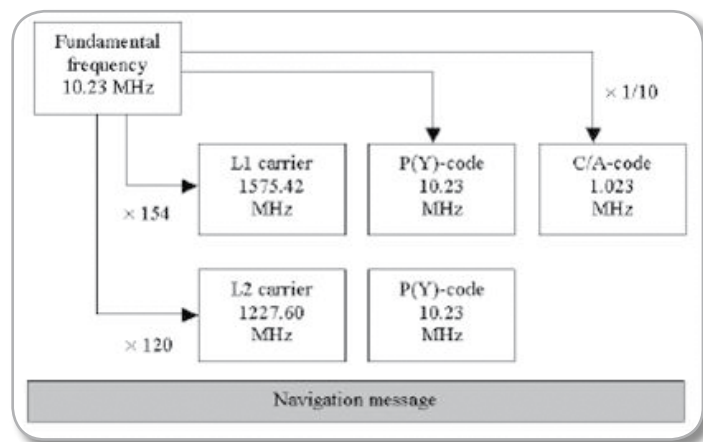 Fundamental
frequency
10.23 MHz
× 1/10
L1 carrier
1575.42
MHz
P(Y)-code
10.23
MHz
C/A-code
1.023
MHz
× 154
L2 carrier
1227.60
MHz
P(Y)-code
10.23
MHz
× 120
Navigation message